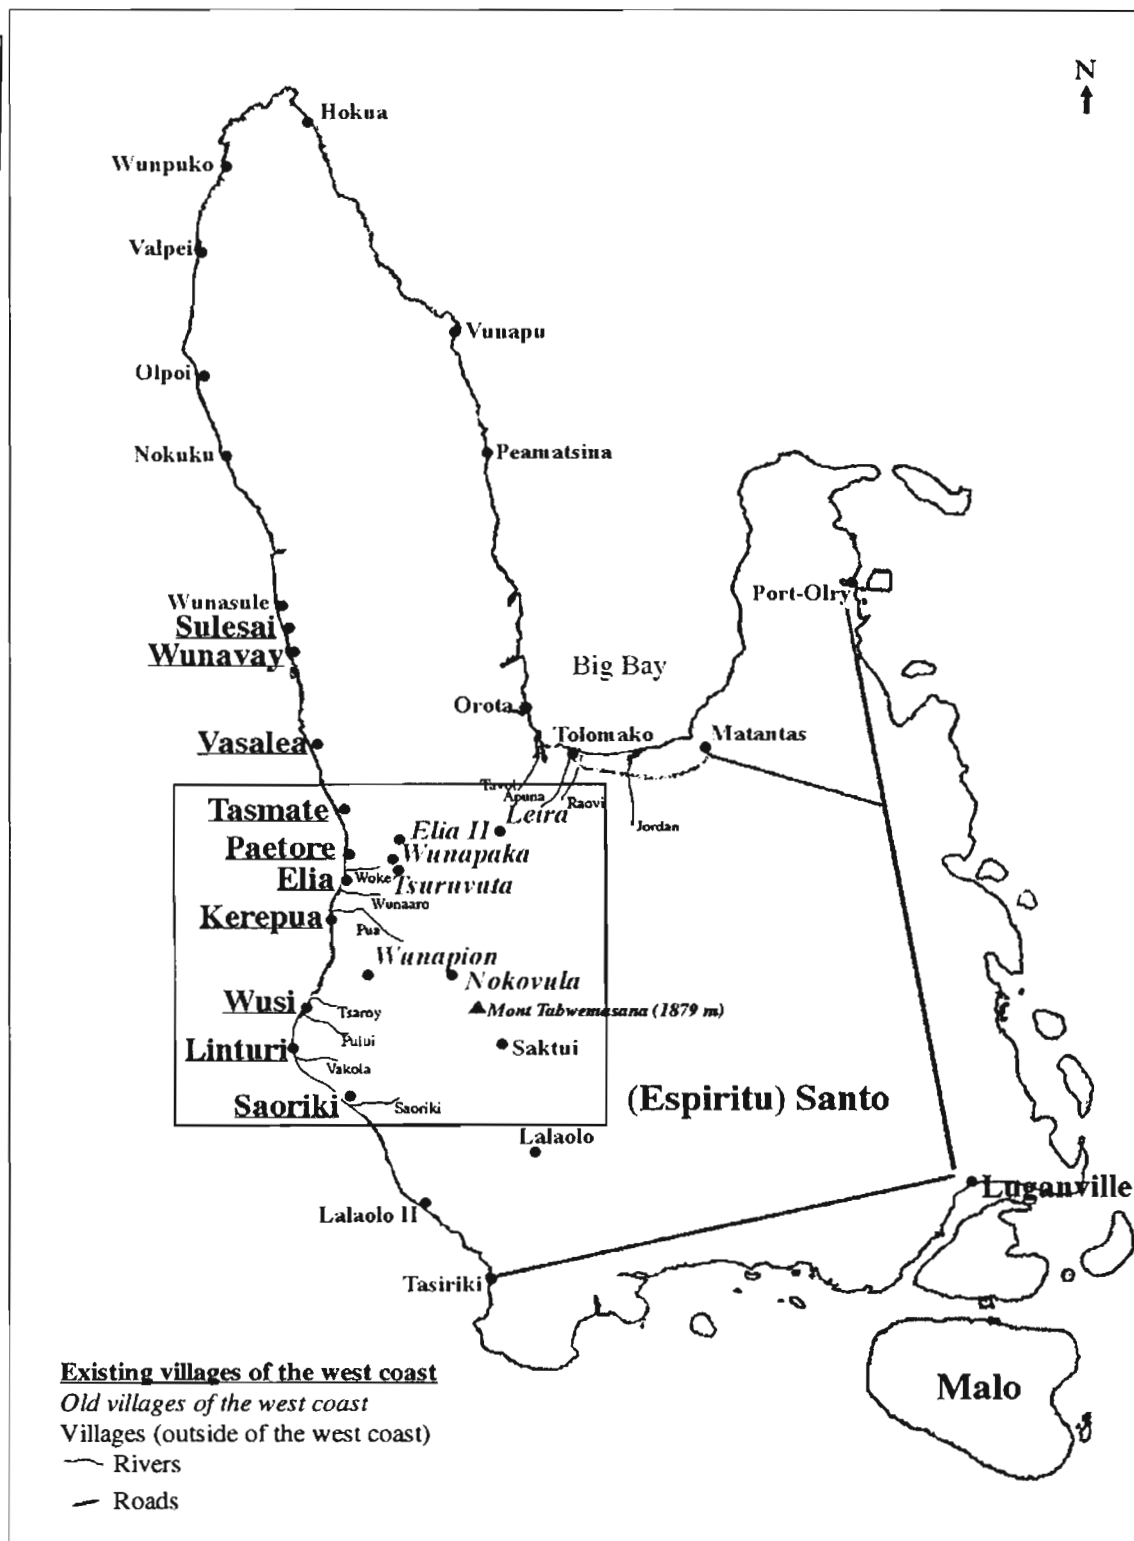 N
Hokua
Wunpuko
Valpei
Vunapu
Olpoi
Nokuku
Peamatsina
Port-Olry
Wunasule
Sulesai
Wunavay
Big Bay
Orota
Tolomako
Matantas
Vasalea
Tavol
Apuna
Raovi
Tasmate
Leira
Jordan
Elia II
Paetore
Wunapaka
Elia
Woke
Tsuruvuta
Wunaaro
Kerepua
Pua
Wunapion
Nokovula
Wusi
Tsaroy
Mont Tabwemasana (1879 m)
Pului
Linturi
Saktui
Vakola
Saoriki
Saoriki
(Espiritu) Santo
Lalaolo
Luganville
Lalaolo II
Tasiriki
Malo
Existing villages of the west coast
Old villages of the west coast
Villages (outside of the west coast)
Rivers
Roads